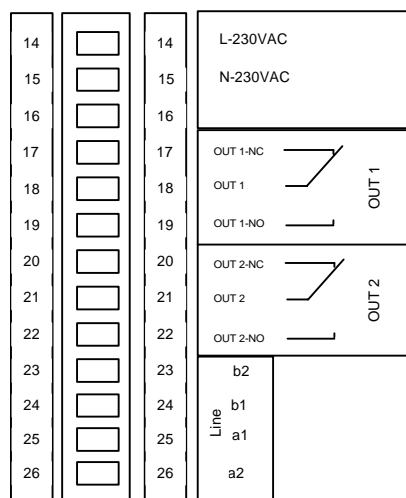 14 14 L-230VAC
15 15 N-230VAC
16 16
17 17 OUT 1-NC
18 18 OUT 1 OUT 1
19 19 OUT 1-NO
20 20 OUT 2-NC
21 21 OUT 2 OUT 2
22 22 OUT 2-NO
23 23 b2
24 24 b1
Line
25 25 a1
26 26 a2